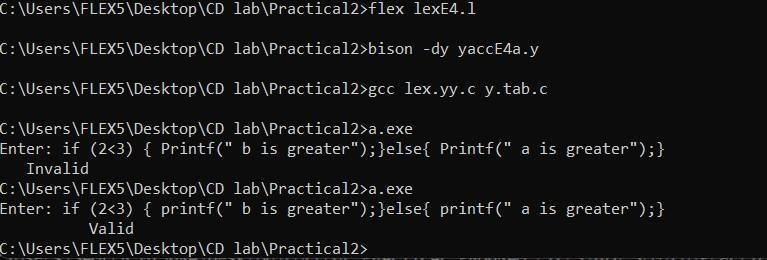 C:\Users\FLEX5\Desktop\CD lab\Practical2>flex lexE4.l
C:\Users\FLEX5\Desktop\CD lab\Practical2>bison -dy yaccE4a.y
C:\Users\FLEX5\Desktop\CD lab\Practical2>gcc lex.yy.c y.tab.c
C:\Users\FLEX5\Desktop\CD lab\Practical2>a.exe
Enter: if (2<3) { Printf(" b is greater");}else{ Printf(" a is greater");}
Invalid
C:\Users\FLEX5\Desktop\CD lab\Practical2>a.exe
Enter: if (2<3) { printf(" b is greater");}else{ printf(" a is greater");}
Valid
C:\Users\FLEX5\Desktop\CD lab\Practical2>